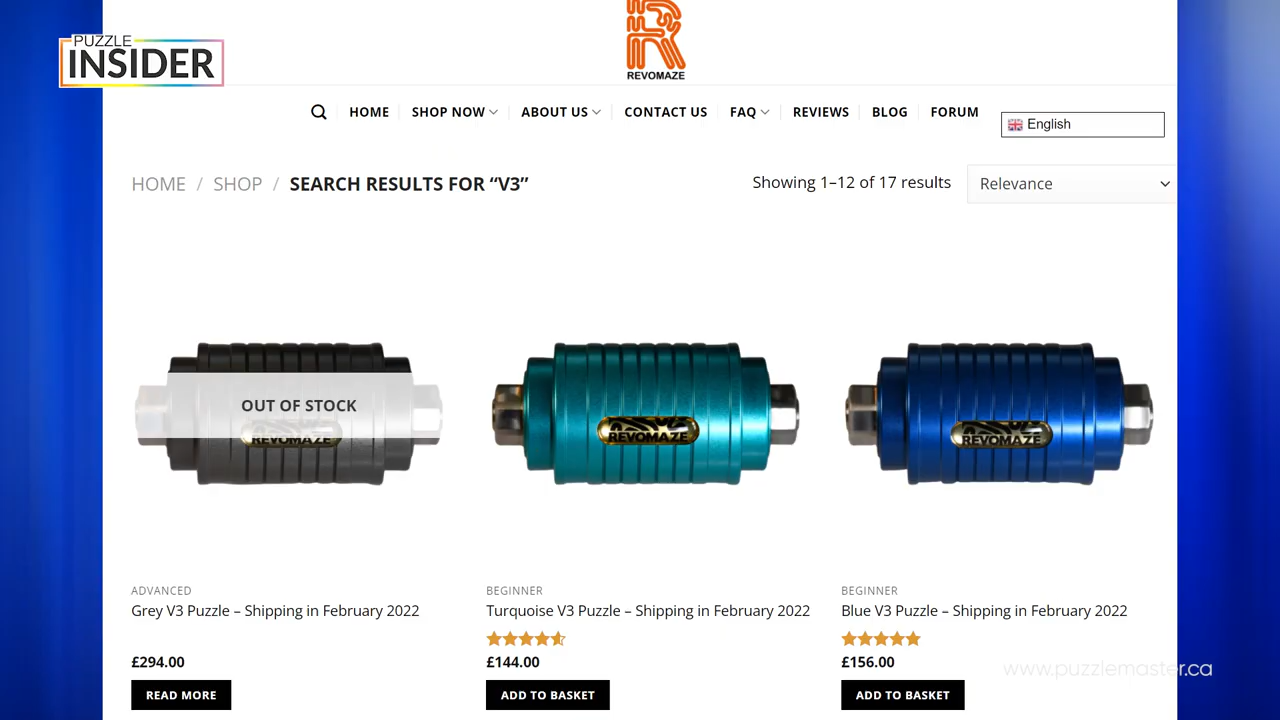 PUZZLE
INSIDER
REVOMAZE
HOME SHOP NOW ABOUT US CONTACT US FAQ REVIEWS BLOG FORUM
English
HOME / SHOP / SEARCH RESULTS FOR “V3”
Showing 1–12 of 17 results
Relevance
OUT OF STOCK
REVOMAZE
REVOMAZE
REVOMAZE
ADVANCED
Grey V3 Puzzle – Shipping in February 2022
£294.00
READ MORE
BEGINNER
Turquoise V3 Puzzle – Shipping in February 2022
£144.00
ADD TO BASKET
BEGINNER
Blue V3 Puzzle – Shipping in February 2022
£156.00
ADD TO BASKET
www.puzzlemaster.ca